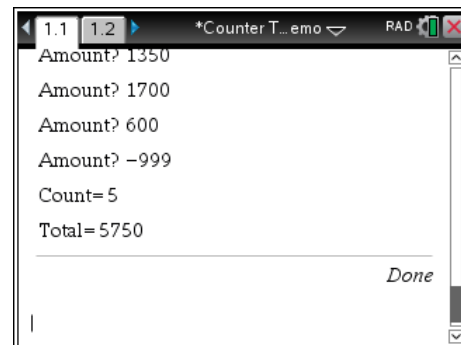 1.1 1.2 *Counter T...emo RAD
Amount? 1350
Amount? 1700
Amount? 600
Amount? −999
Count=5
Total=5750
Done